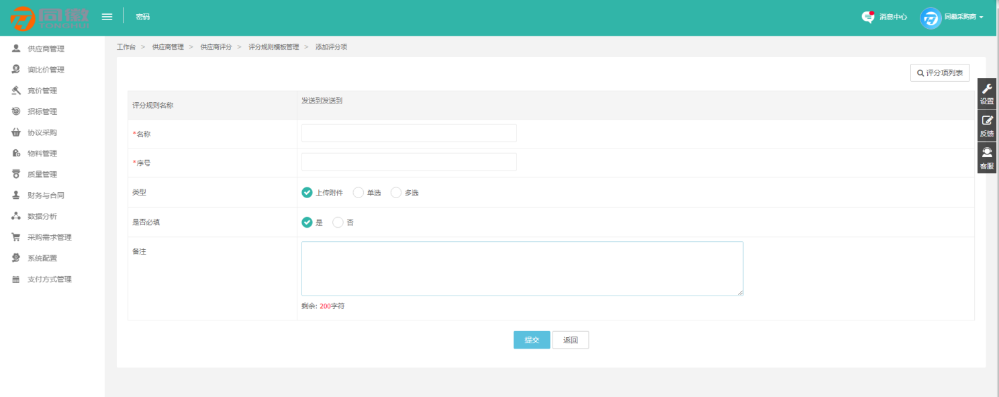 同徽
TONGHUI
密码
消息中心
同徽采购商
供应商管理
询比价管理
竞价管理
招标管理
协议采购
物料管理
质量管理
财务与合同
数据分析
采购需求管理
系统配置
支付方式管理
工作台 > 供应商管理 > 供应商评分 > 评分规则模板管理 > 添加评分项
评分项列表
评分规则名称 发送到发送到
*名称
*序号
类型 上传附件 单选 多选
是否必填 是 否
备注
剩余: 200字符
提交 返回
设置
反馈
客服